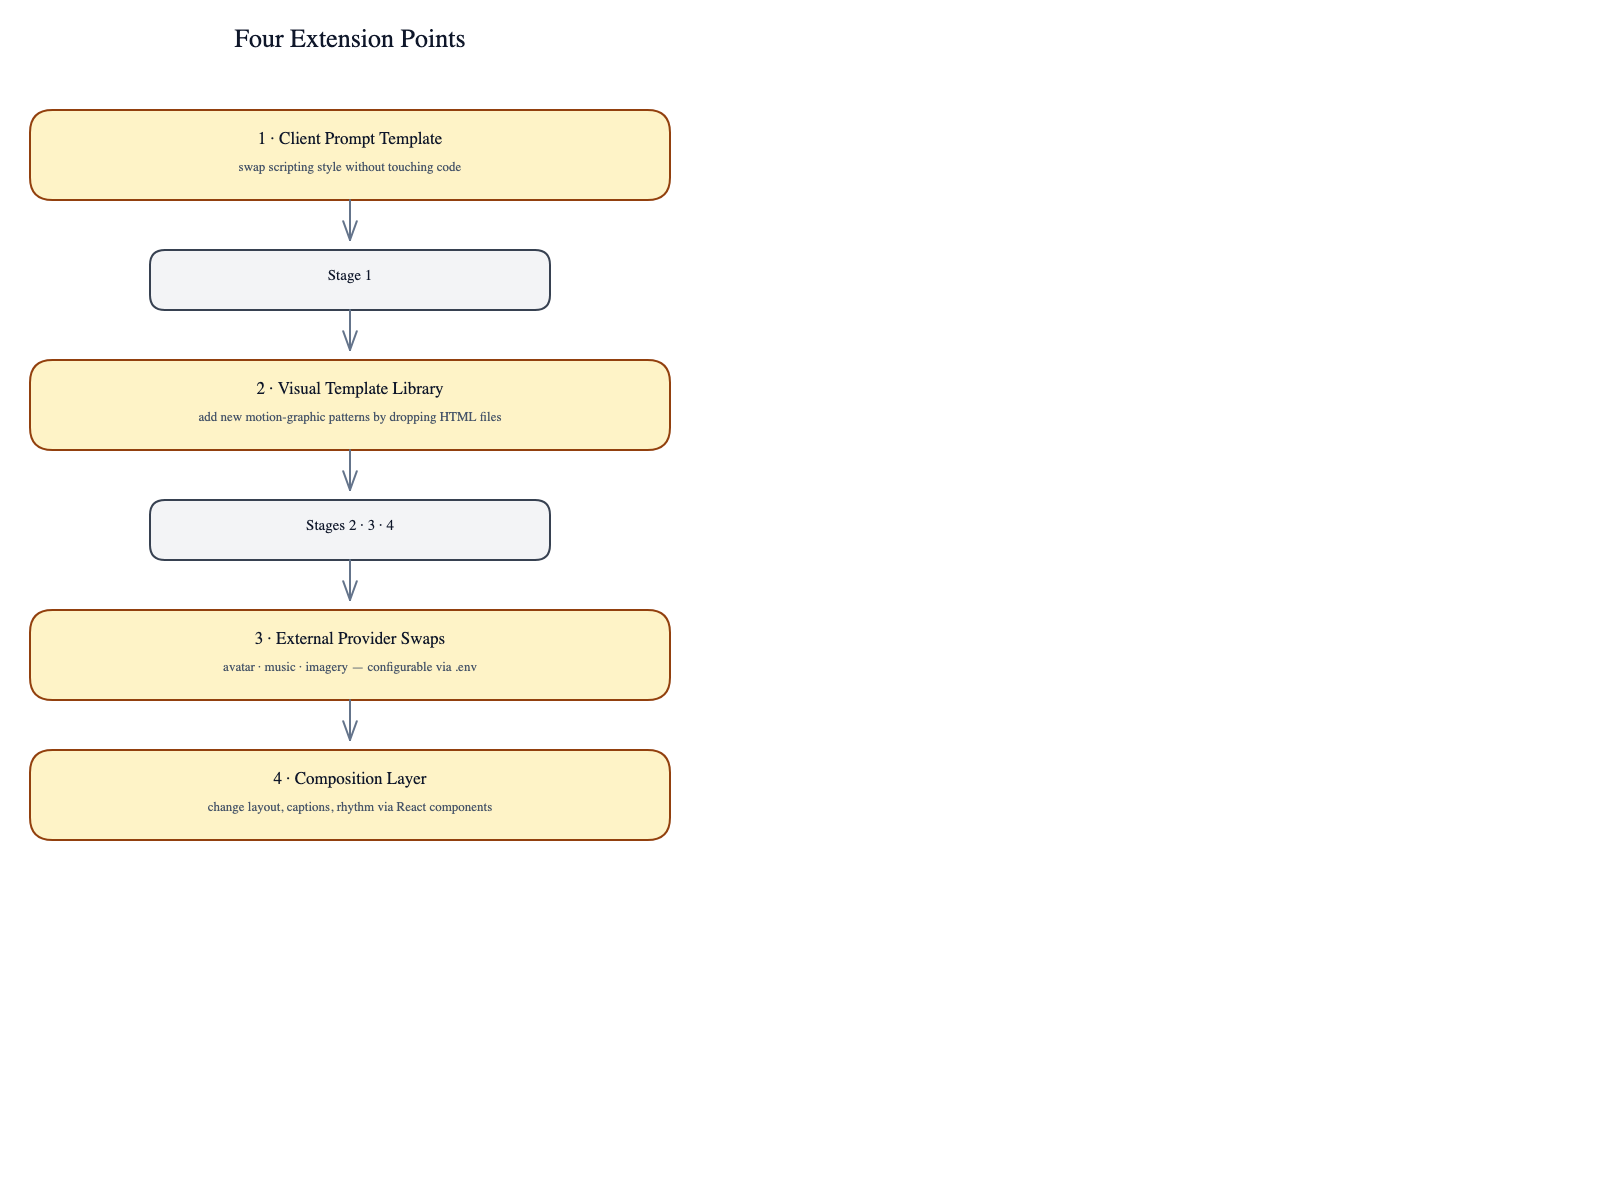 Four Extension Points
1 · Client Prompt Template
swap scripting style without touching code
Stage 1
2 · Visual Template Library
add new motion-graphic patterns by dropping HTML files
Stages 2 · 3 · 4
3 · External Provider Swaps
avatar · music · imagery — configurable via .env
4 · Composition Layer
change layout, captions, rhythm via React components